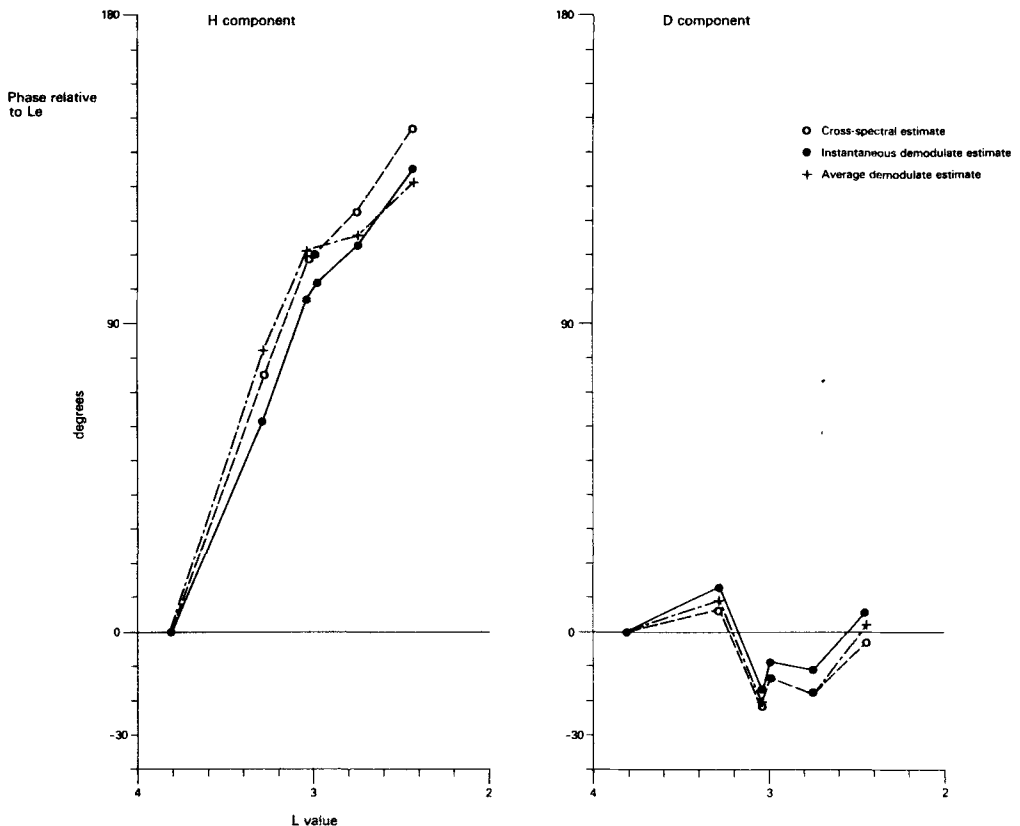 180
H component
Phase relative
to Le
90
degrees
0
-30
4
3
2
L value
180
D component
Cross-spectral estimate
Instantaneous demodulate estimate
Average demodulate estimate
90
0
-30
4
3
2